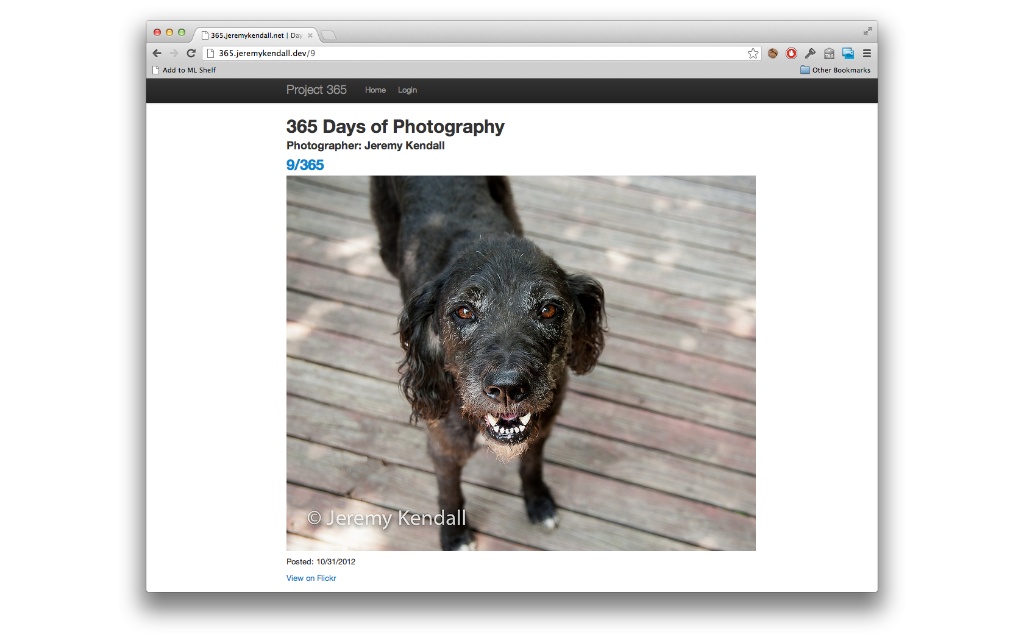 365.jeremykendall.net | Day
365.jeremykendall.dev/9
Add to ML Shelf
Other Bookmarks
Project 365
Home
Login
365 Days of Photography
Photographer: Jeremy Kendall
9/365
© Jeremy Kendall
Posted: 10/31/2012
View on Flickr